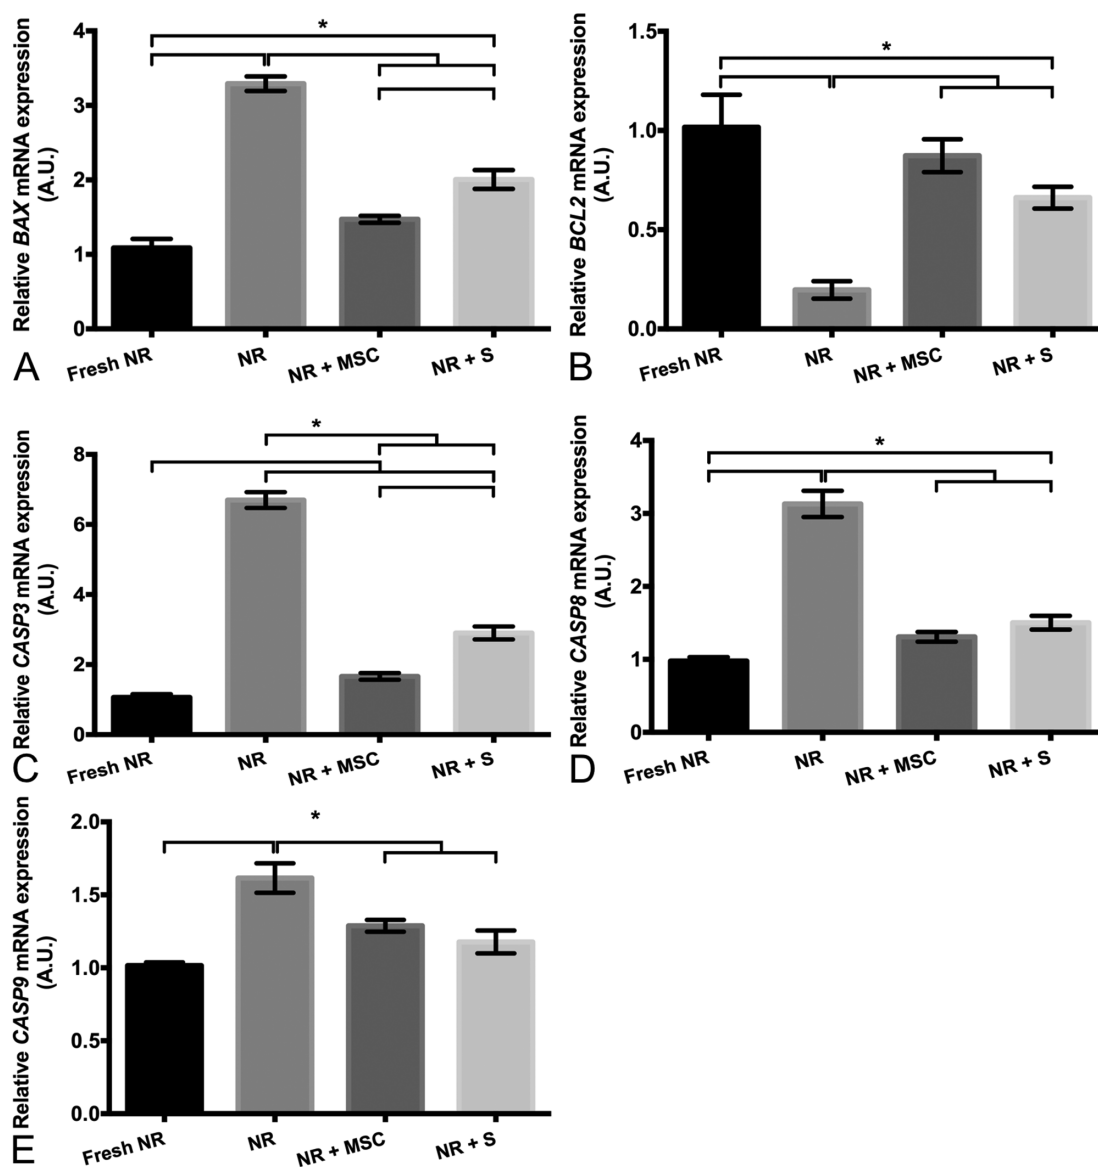 Relative BAX mRNA expression
(A.U.)
4
3
2
1
0
*
Fresh NR
NR
NR + MSC
NR + S
A
Relative BCL2 mRNA expression
(A.U.)
1.5
1.0
0.5
0.0
*
Fresh NR
NR
NR + MSC
NR + S
B
Relative CASP3 mRNA expression
(A.U.)
8
6
4
2
0
*
Fresh NR
NR
NR + MSC
NR + S
C
Relative CASP8 mRNA expression
(A.U.)
4
3
2
1
0
*
Fresh NR
NR
NR + MSC
NR + S
D
Relative CASP9 mRNA expression
(A.U.)
2.0
1.5
1.0
0.5
0.0
*
Fresh NR
NR
NR + MSC
NR + S
E